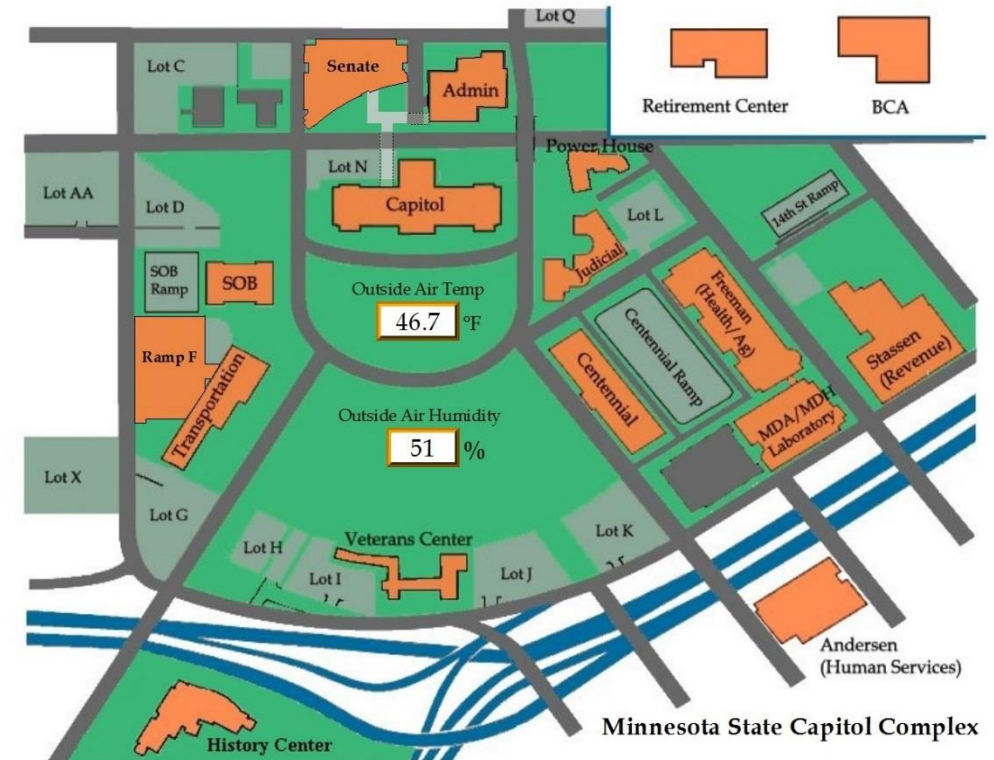 Lot Q
Lot C
Senate
Admin
Retirement Center
BCA
Power House
Lot AA
Lot D
Lot N
Capitol
Lot L
14th St Ramp
Judicial
SOB
Ramp
SOB
Outside Air Temp
46.7 °F
Freeman
(Health/Ag)
Centennial Ramp
Centennial
Stassen
(Revenue)
Ramp F
Transportation
Outside Air Humidity
51 %
MDA/MDH
Laboratory
Lot X
Lot G
Lot H
Lot I
Veterans Center
Lot J
Lot K
Andersen
(Human Services)
History Center
Minnesota State Capitol Complex